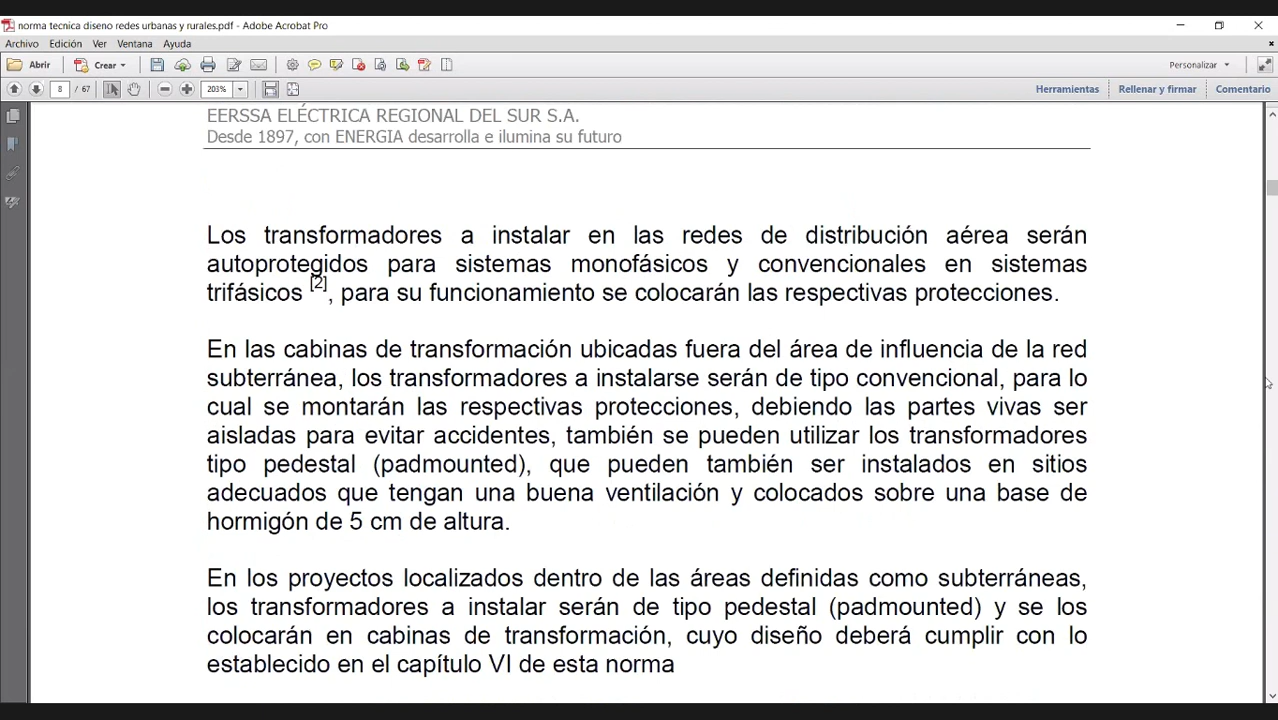 norma tecnica diseno redes urbanas y rurales.pdf - Adobe Acrobat Pro
Archivo Edición Ver Ventana Ayuda
Abrir Crear Personalizar
8 / 67 203% Herramientas Rellenar y firmar Comentario
EERSSA ELÉCTRICA REGIONAL DEL SUR S.A.
Desde 1897, con ENERGIA desarrolla e ilumina su futuro
Los transformadores a instalar en las redes de distribución aérea serán
autoprotegidos para sistemas monofásicos y convencionales en sistemas
trifásicos [2], para su funcionamiento se colocarán las respectivas protecciones.
En las cabinas de transformación ubicadas fuera del área de influencia de la red
subterránea, los transformadores a instalarse serán de tipo convencional, para lo
cual se montarán las respectivas protecciones, debiendo las partes vivas ser
aisladas para evitar accidentes, también se pueden utilizar los transformadores
tipo pedestal (padmounted), que pueden también ser instalados en sitios
adecuados que tengan una buena ventilación y colocados sobre una base de
hormigón de 5 cm de altura.
En los proyectos localizados dentro de las áreas definidas como subterráneas,
los transformadores a instalar serán de tipo pedestal (padmounted) y se los
colocarán en cabinas de transformación, cuyo diseño deberá cumplir con lo
establecido en el capítulo VI de esta norma